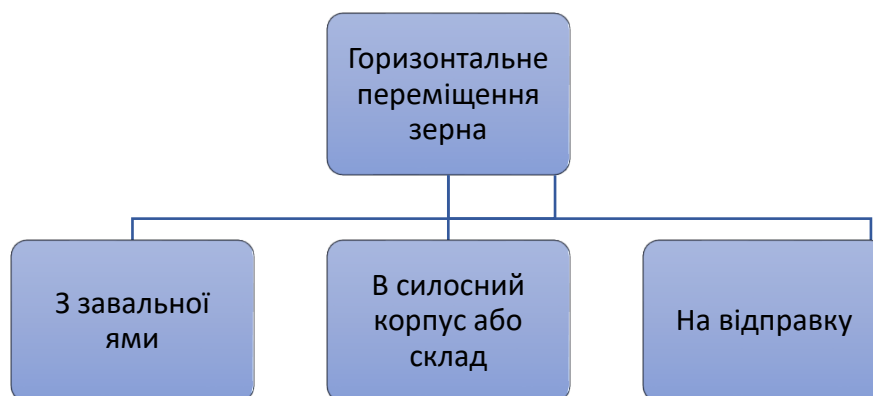 Горизонтальне
переміщення
зерна
З завальної
ями
В силосний
корпус або
склад
На відправку